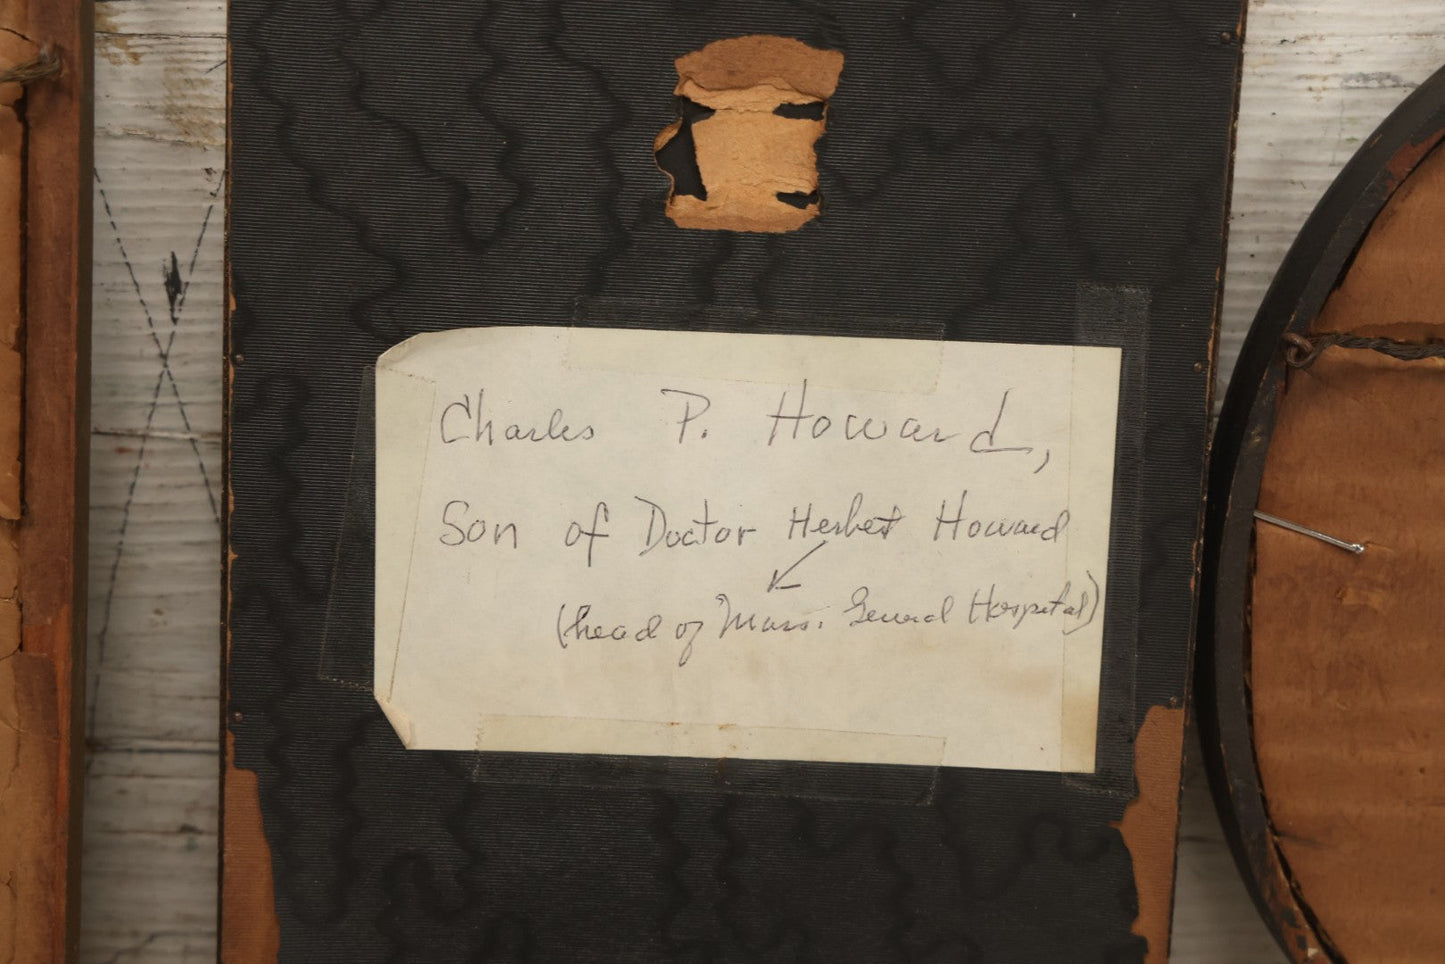 Charles P. Howard,
Son of Doctor Herbert Howard
(head of Mass. General Hospital)